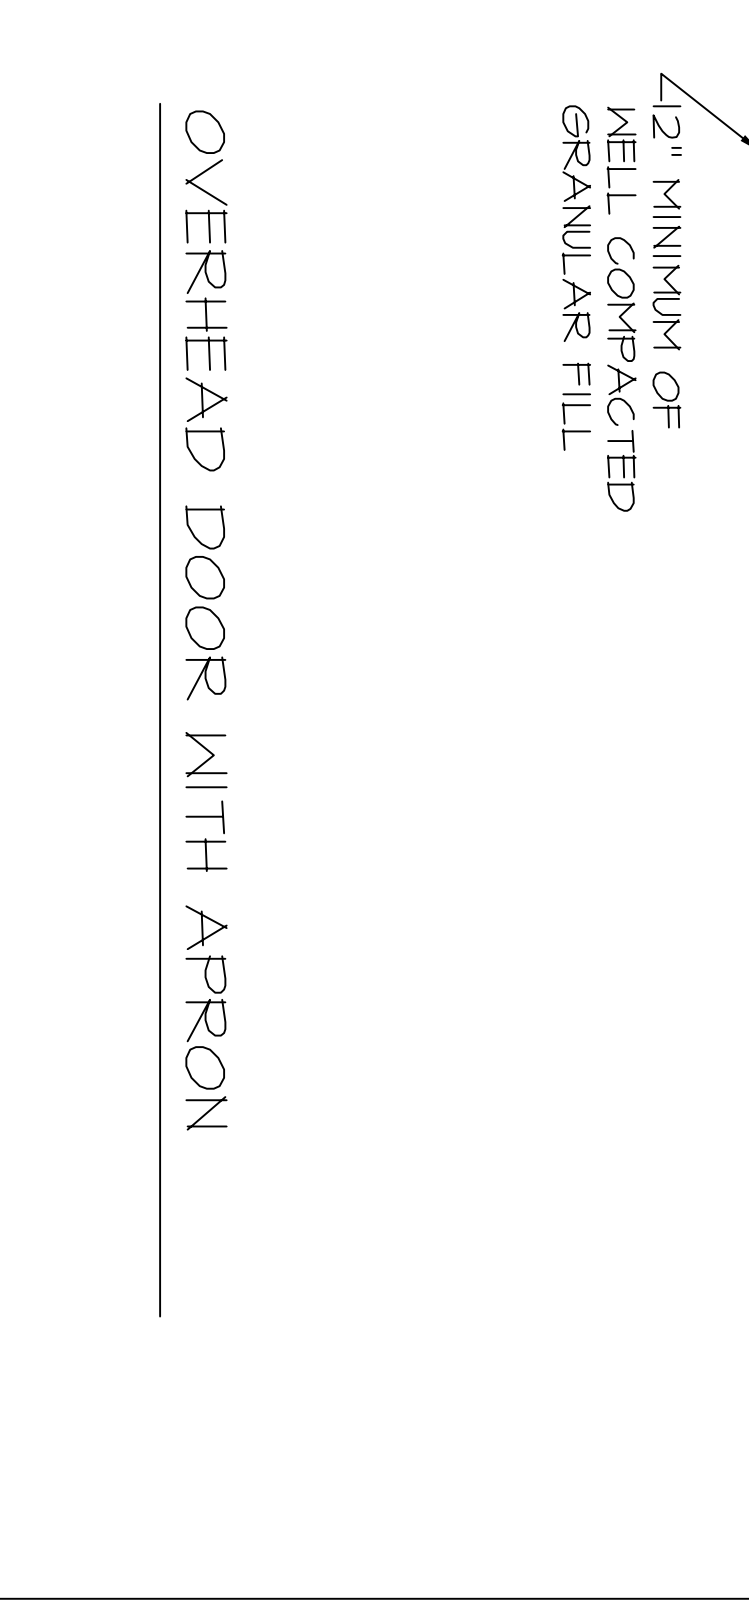 12" MINIMUM OF
WELL COMPACTED
GRANULAR FILL
OVERHEAD DOOR WITH APRON